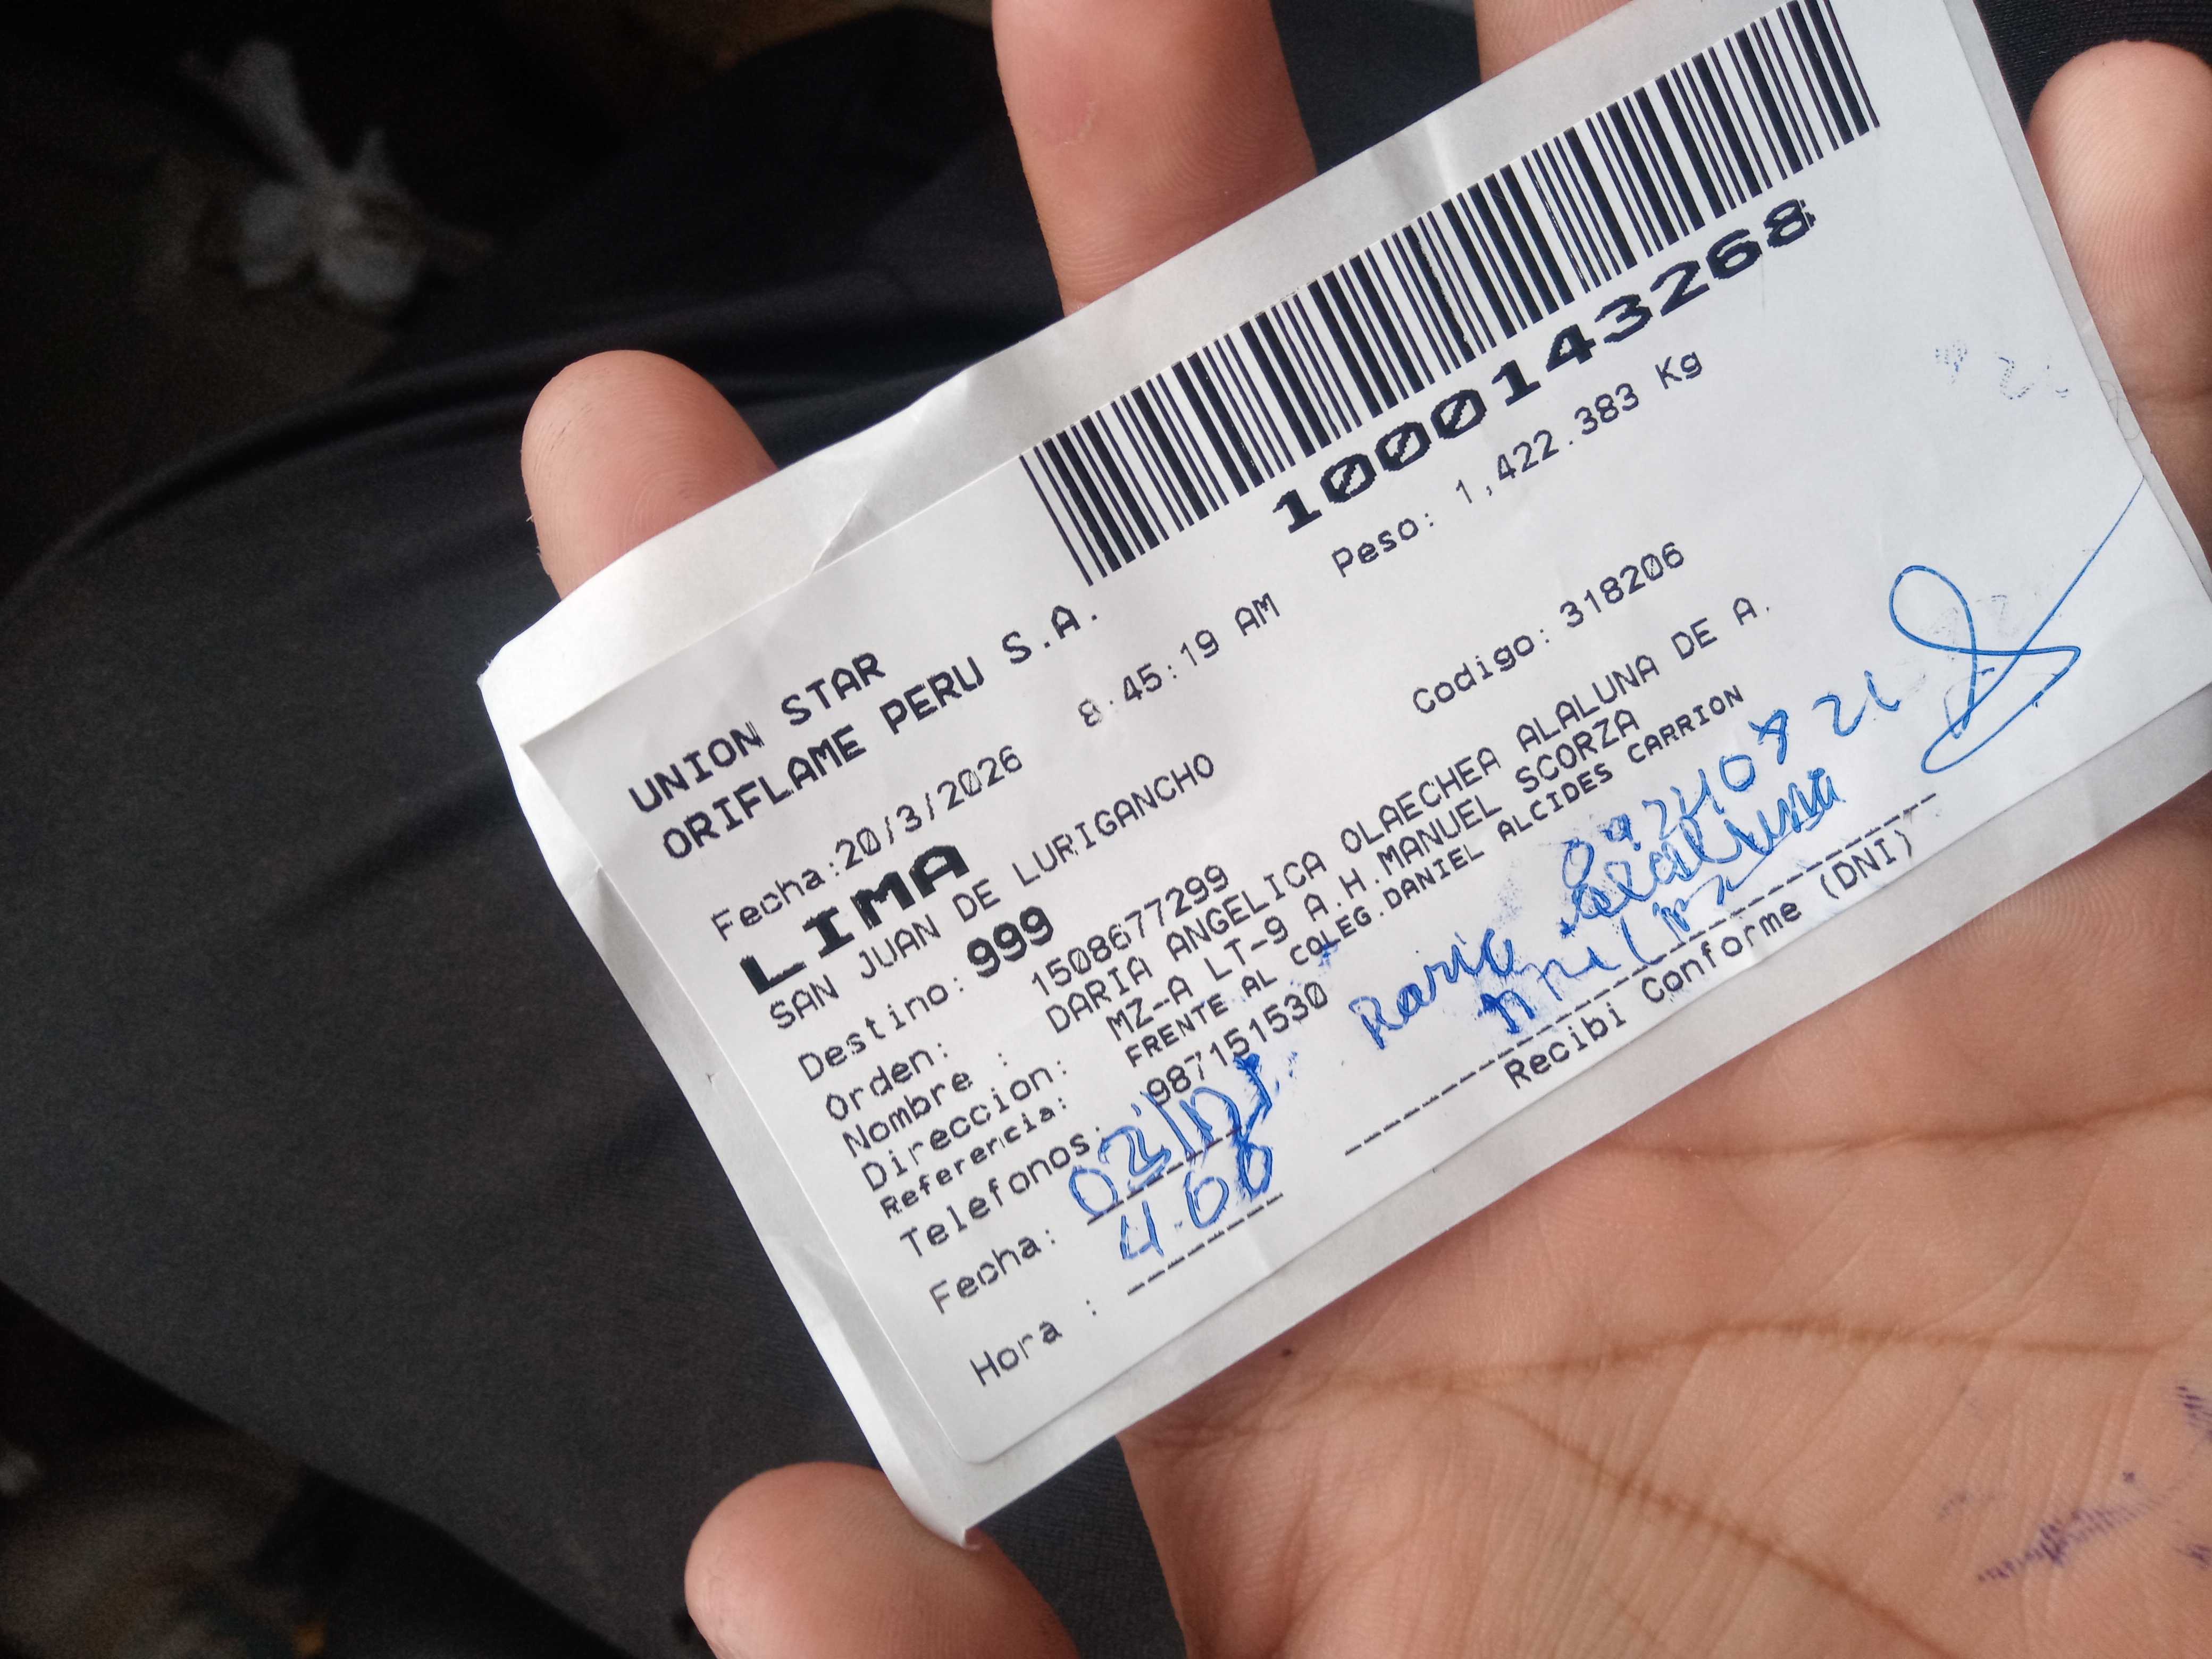 1000143268
UNION STAR
ORIFLAME PERU S.A.
Fecha:20/3/2026 8:45:19 AM Peso: 1,422.383 Kg
LIMA
SAN JUAN DE LURIGANCHO
Destino: 999 Codigo: 318206
Orden: 1508677299
Nombre : DARIA ANGELICA OLAECHEA ALALUNA DE A.
Direccion: MZ-A LT-9 A.H.MANUEL SCORZA
Referencia: FRENTE AL COLEG.DANIEL ALCIDES CARRION
Telefonos: 987151530
Fecha:
Hora : 4.00
Recibi Conforme (DNI)